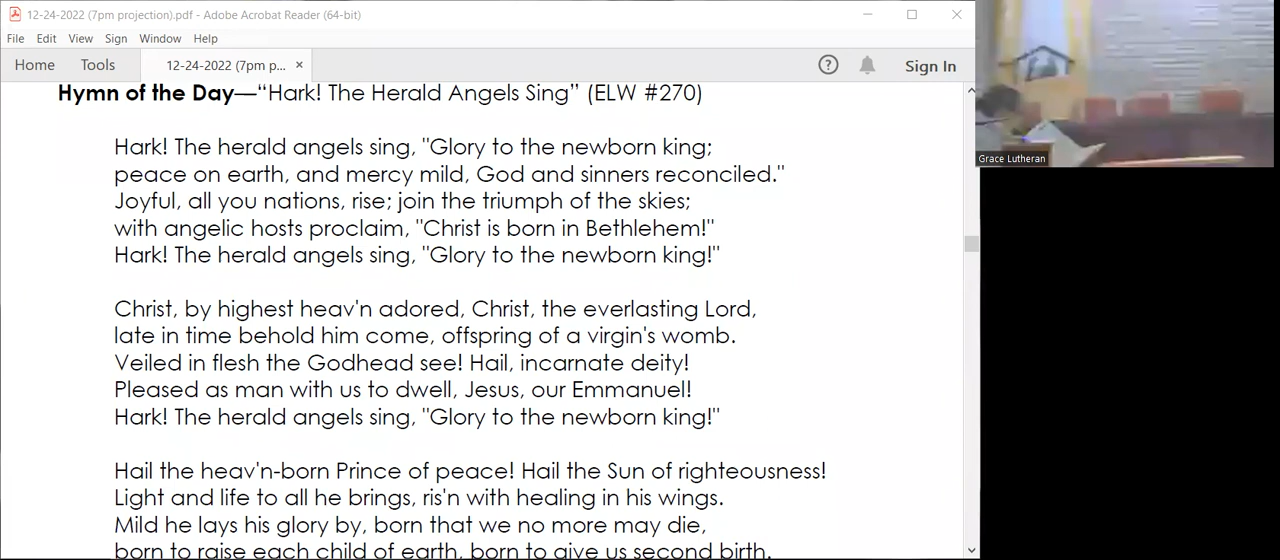 12-24-2022 (7pm projection).pdf - Adobe Acrobat Reader (64-bit)
File Edit View Sign Window Help
Home Tools 12-24-2022 (7pm p... × Sign In
Hymn of the Day—“Hark! The Herald Angels Sing” (ELW #270)
Hark! The herald angels sing, "Glory to the newborn king;
peace on earth, and mercy mild, God and sinners reconciled."
Joyful, all you nations, rise; join the triumph of the skies;
with angelic hosts proclaim, "Christ is born in Bethlehem!"
Hark! The herald angels sing, "Glory to the newborn king!"
Christ, by highest heav'n adored, Christ, the everlasting Lord,
late in time behold him come, offspring of a virgin's womb.
Veiled in flesh the Godhead see! Hail, incarnate deity!
Pleased as man with us to dwell, Jesus, our Emmanuel!
Hark! The herald angels sing, "Glory to the newborn king!"
Hail the heav'n-born Prince of peace! Hail the Sun of righteousness!
Light and life to all he brings, ris'n with healing in his wings.
Mild he lays his glory by, born that we no more may die,
born to raise each child of earth, born to give us second birth.
Grace Lutheran